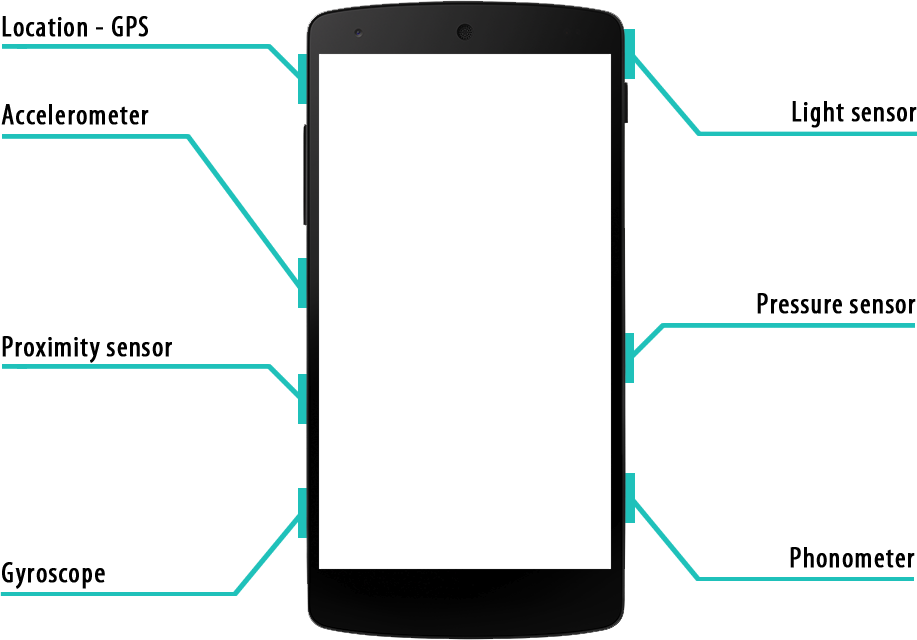 Location - GPS
Accelerometer
Proximity sensor
Gyroscope
Light sensor
Pressure sensor
Phonometer